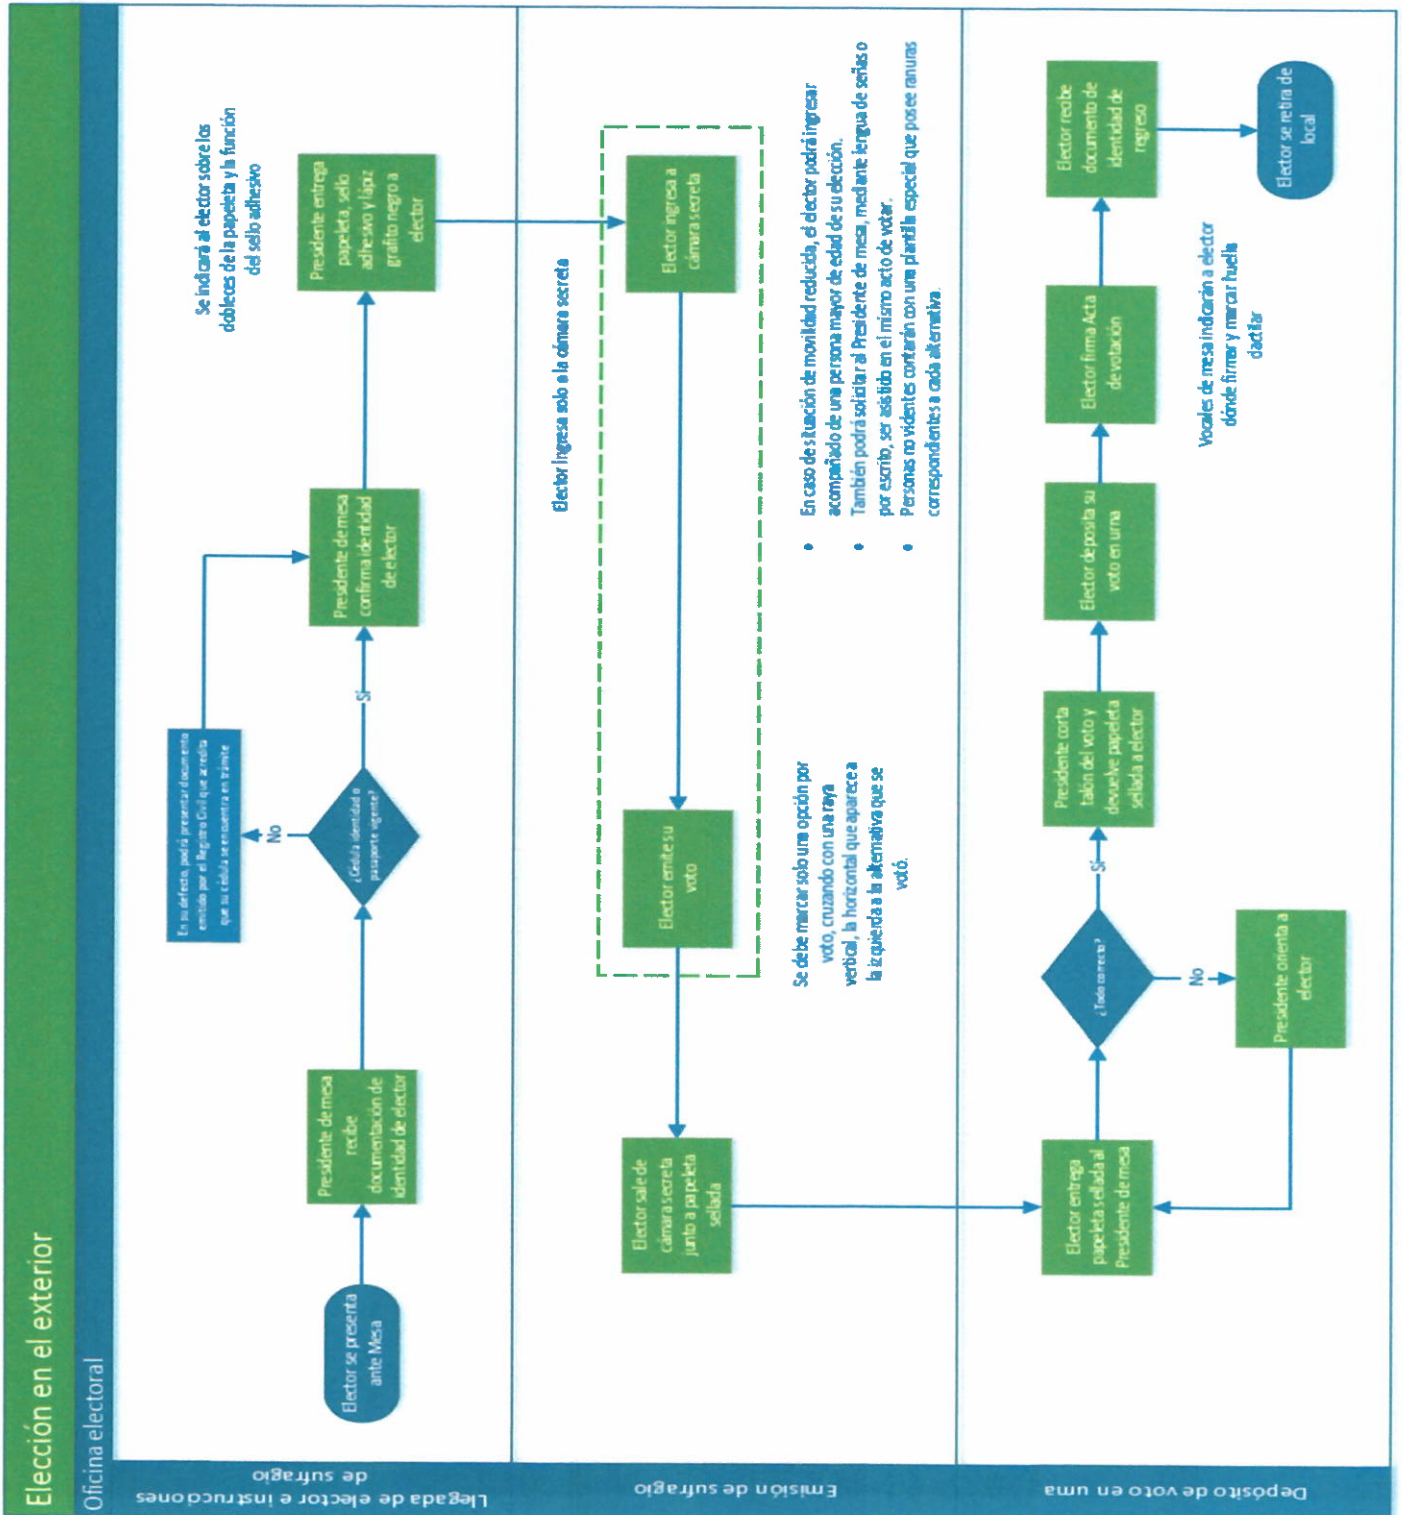 Elección en el exterior
Oficina electoral
Llegada de elector e instrucciones
de sufragio
Elector se presenta
ante Mesa
Presidente de mesa
recibe
documentación de
identidad de elector
¿Cédula identidad o
pasaporte vigente?
No
En su defecto, podrá presentar documento
emitido por el Registro Civil que acredita
que su cédula se encuentra en trámite
Sí
Presidente de mesa
confirma identidad
de elector
Presidente entrega
papeleta, sello
adhesivo y lápiz
grafito negro a
elector
Se indicará al elector sobre los
dobleces de la papeleta y la función
del sello adhesivo
Emisión de sufragio
Elector ingresa solo a la cámara secreta
Elector ingresa a
cámara secreta
Elector emite su
voto
Elector sale de
cámara secreta
junto a papeleta
sellada
Se debe marcar solo una opción por
voto, cruzando con una raya
vertical, la horizontal que aparece a
la izquierda a la alternativa que se
votó.
• En caso de situación de movilidad reducida, el elector podrá ingresar
acompañado de una persona mayor de edad de su elección.
• También podrá solicitar al Presidente de mesa, mediante lengua de señas o
por escrito, ser asistido en el mismo acto de votar.
• Personas no videntes contarán con una plantilla especial que posee ranuras
correspondientes a cada alternativa.
Depósito de voto en urna
Elector entrega
papeleta sellada al
Presidente de mesa
¿Todo correcto?
No
Presidente orienta a
elector
Sí
Presidente corta
talón del voto y
devuelve papeleta
sellada a elector
Elector deposita su
voto en urna
Elector firma Acta
de votación
Vocales de mesa indicarán a elector
dónde firmar y marcar huella
dactilar
Elector recibe
documento de
identidad de
regreso
Elector se retira de
local